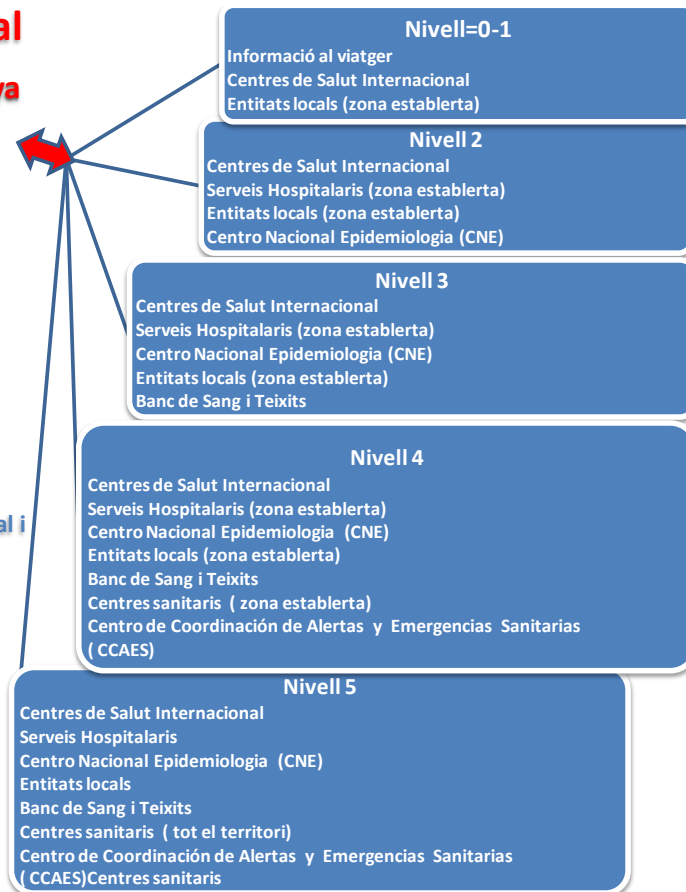 al
va
Nivell=0-1
Informació al viatger
Centres de Salut Internacional
Entitats locals (zona establerta)
Nivell 2
Centres de Salut Internacional
Serveis Hospitalaris (zona establerta)
Entitats locals (zona establerta)
Centro Nacional Epidemiologia (CNE)
Nivell 3
Centres de Salut Internacional
Serveis Hospitalaris (zona establerta)
Centro Nacional Epidemiologia (CNE)
Entitats locals (zona establerta)
Banc de Sang i Teixits
Nivell 4
Centres de Salut Internacional
Serveis Hospitalaris (zona establerta)
Centro Nacional Epidemiologia (CNE)
Entitats locals (zona establerta)
Banc de Sang i Teixits
Centres sanitaris ( zona establerta)
Centro de Coordinación de Alertas y Emergencias Sanitarias
( CCAES)
al i
Nivell 5
Centres de Salut Internacional
Serveis Hospitalaris
Centro Nacional Epidemiologia (CNE)
Entitats locals
Banc de Sang i Teixits
Centres sanitaris ( tot el territori)
Centro de Coordinación de Alertas y Emergencias Sanitarias
( CCAES)Centres sanitaris